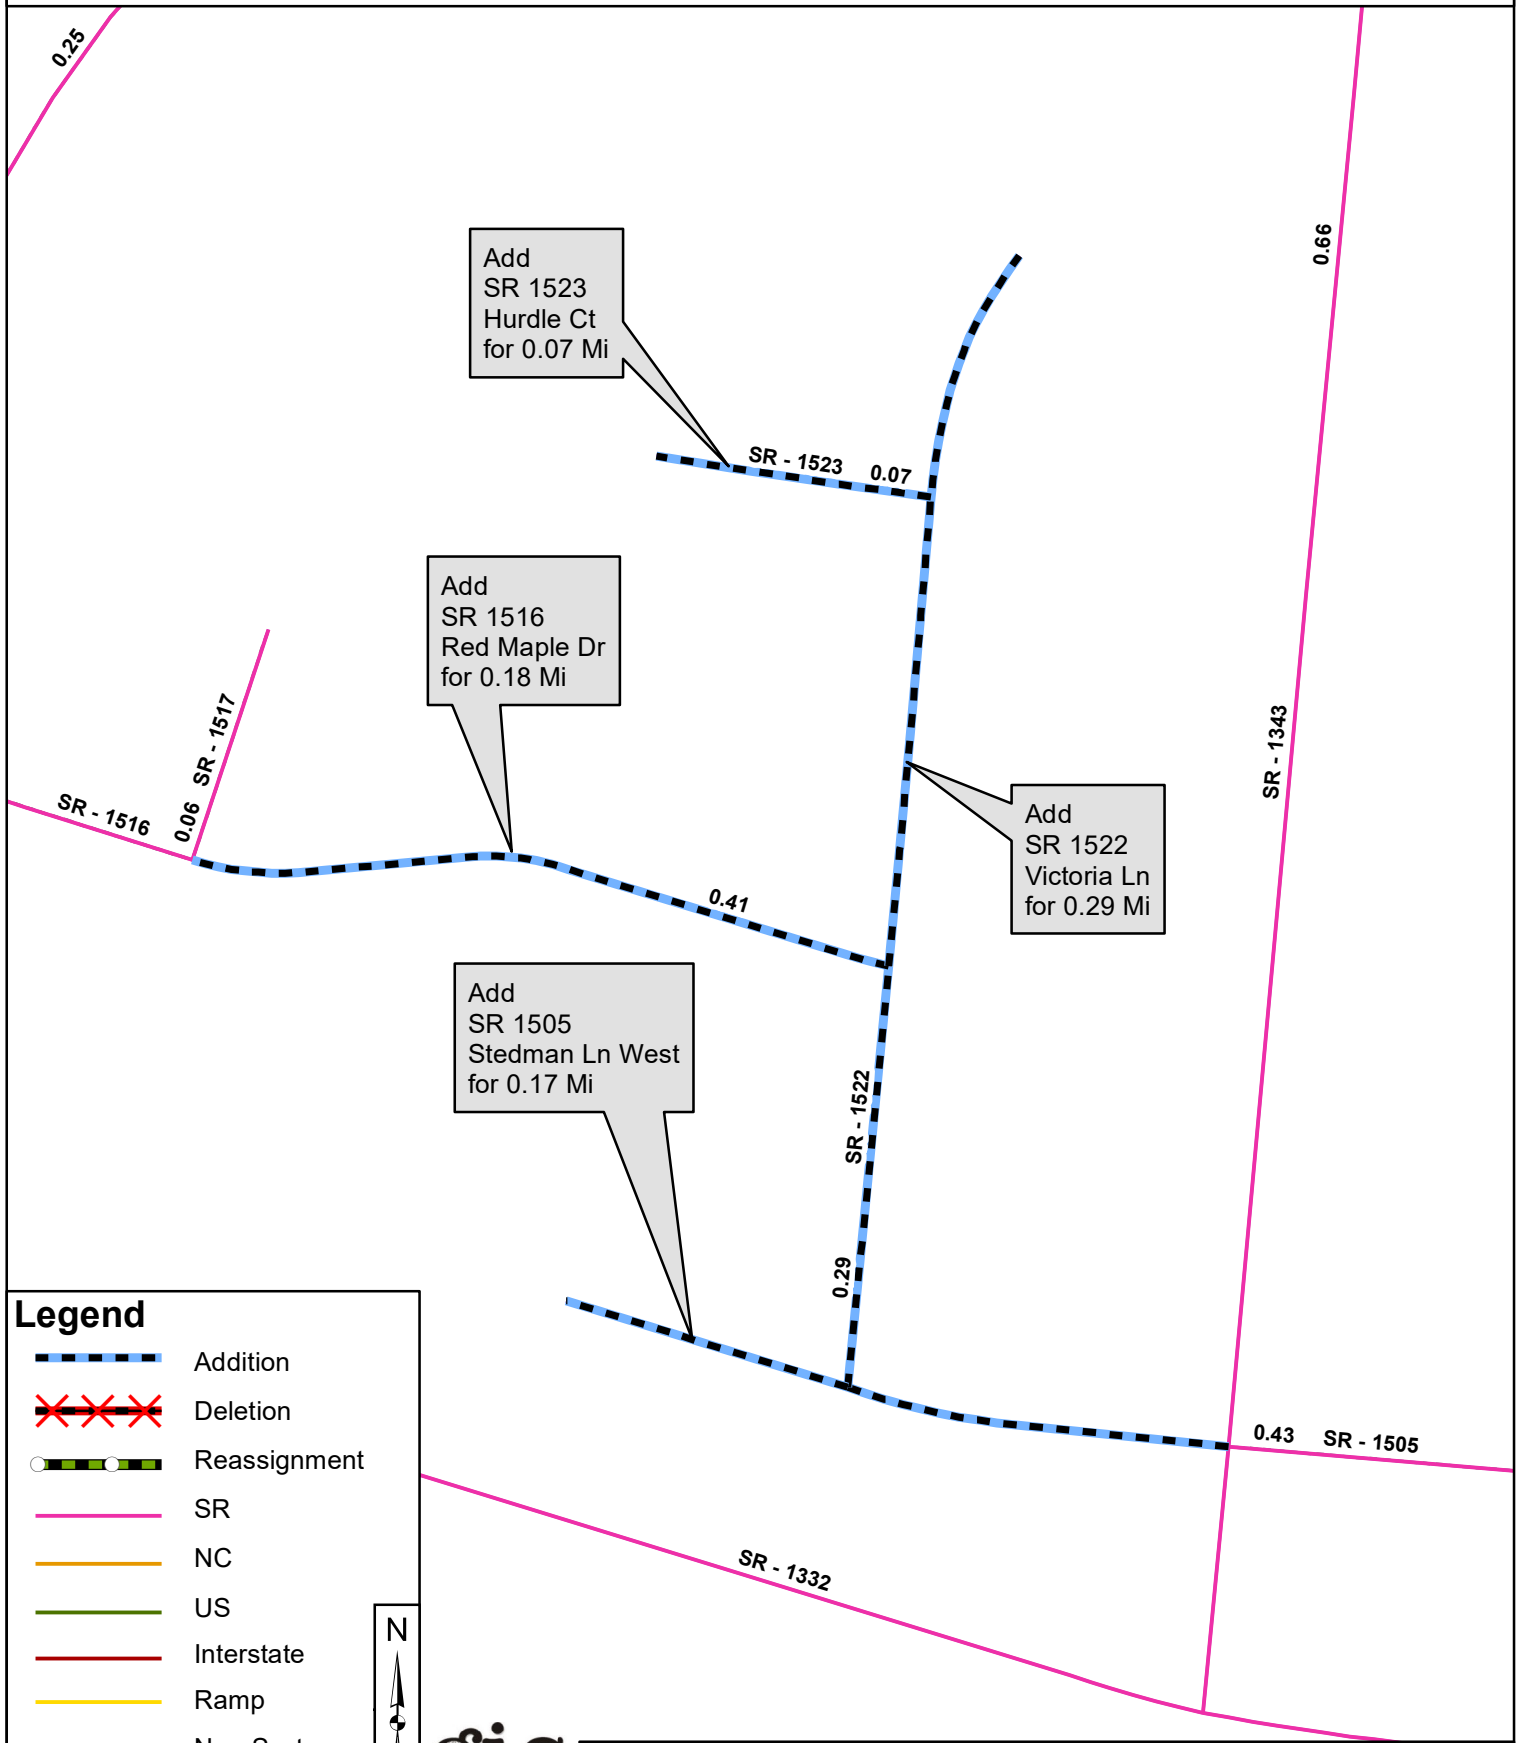 0.25
0.66
Add
SR 1523
Hurdle Ct
for 0.07 Mi
SR - 1523 0.07
Add
SR 1516
Red Maple Dr
for 0.18 Mi
SR - 1517
0.06
SR - 1516
SR - 1343
Add
SR 1522
Victoria Ln
for 0.29 Mi
0.41
Add
SR 1505
Stedman Ln West
for 0.17 Mi
SR - 1522
0.29
0.43 SR - 1505
SR - 1332
Legend
Addition
Deletion
Reassignment
SR
NC
US
Interstate
Ramp
N